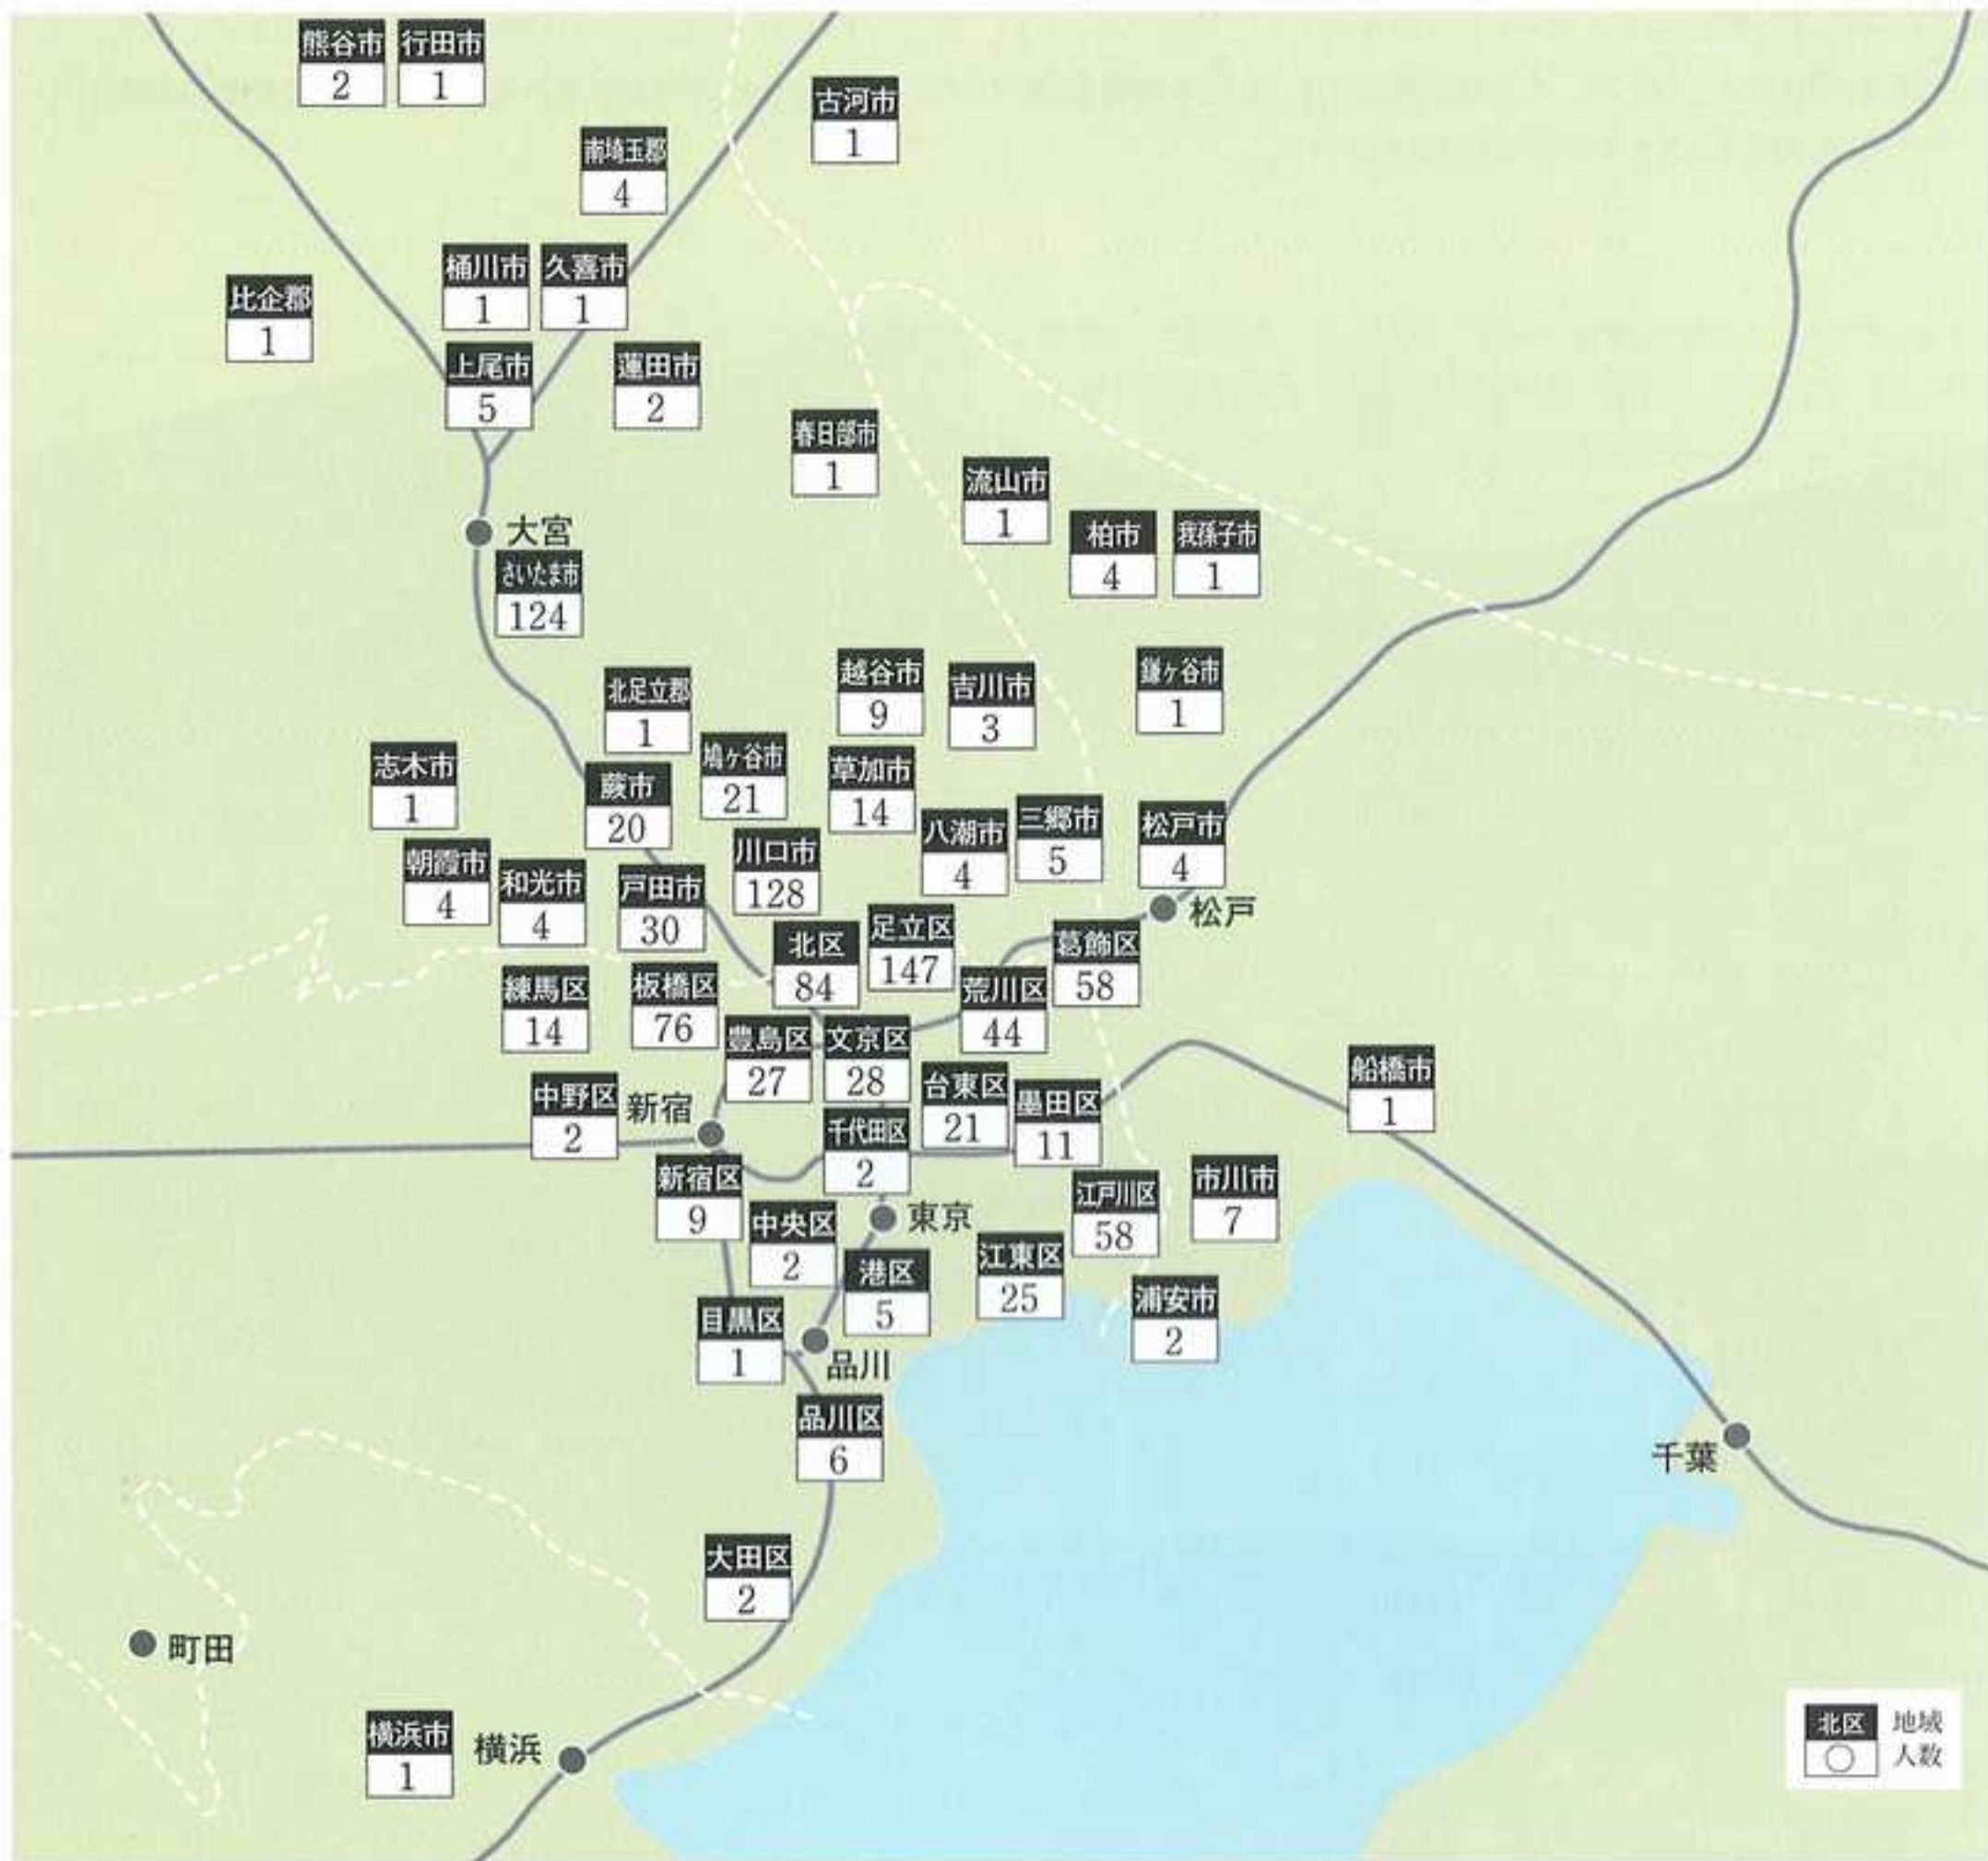 熊谷市
2
行田市
1
古河市
1
南埼玉郡
4
桶川市
1
久喜市
1
比企郡
1
上尾市
5
蓮田市
2
春日部市
1
流山市
1
柏市
4
我孫子市
1
大宮
さいたま市
124
北足立郡
1
越谷市
9
吉川市
3
鎌ヶ谷市
1
志木市
1
蕨市
20
鳩ヶ谷市
21
草加市
14
八潮市
4
三郷市
5
松戸市
4
朝霞市
4
和光市
4
戸田市
30
川口市
128
松戸
北区
84
足立区
147
荒川区
44
葛飾区
58
練馬区
14
板橋区
76
豊島区
27
文京区
28
台東区
21
墨田区
11
船橋市
1
中野区
2
新宿
千代田区
2
新宿区
9
中央区
2
東京
江戸川区
58
市川市
7
港区
5
江東区
25
浦安市
2
目黒区
1
品川
品川区
6
千葉
大田区
2
町田
横浜市
1
横浜
北区
○
地域
人数